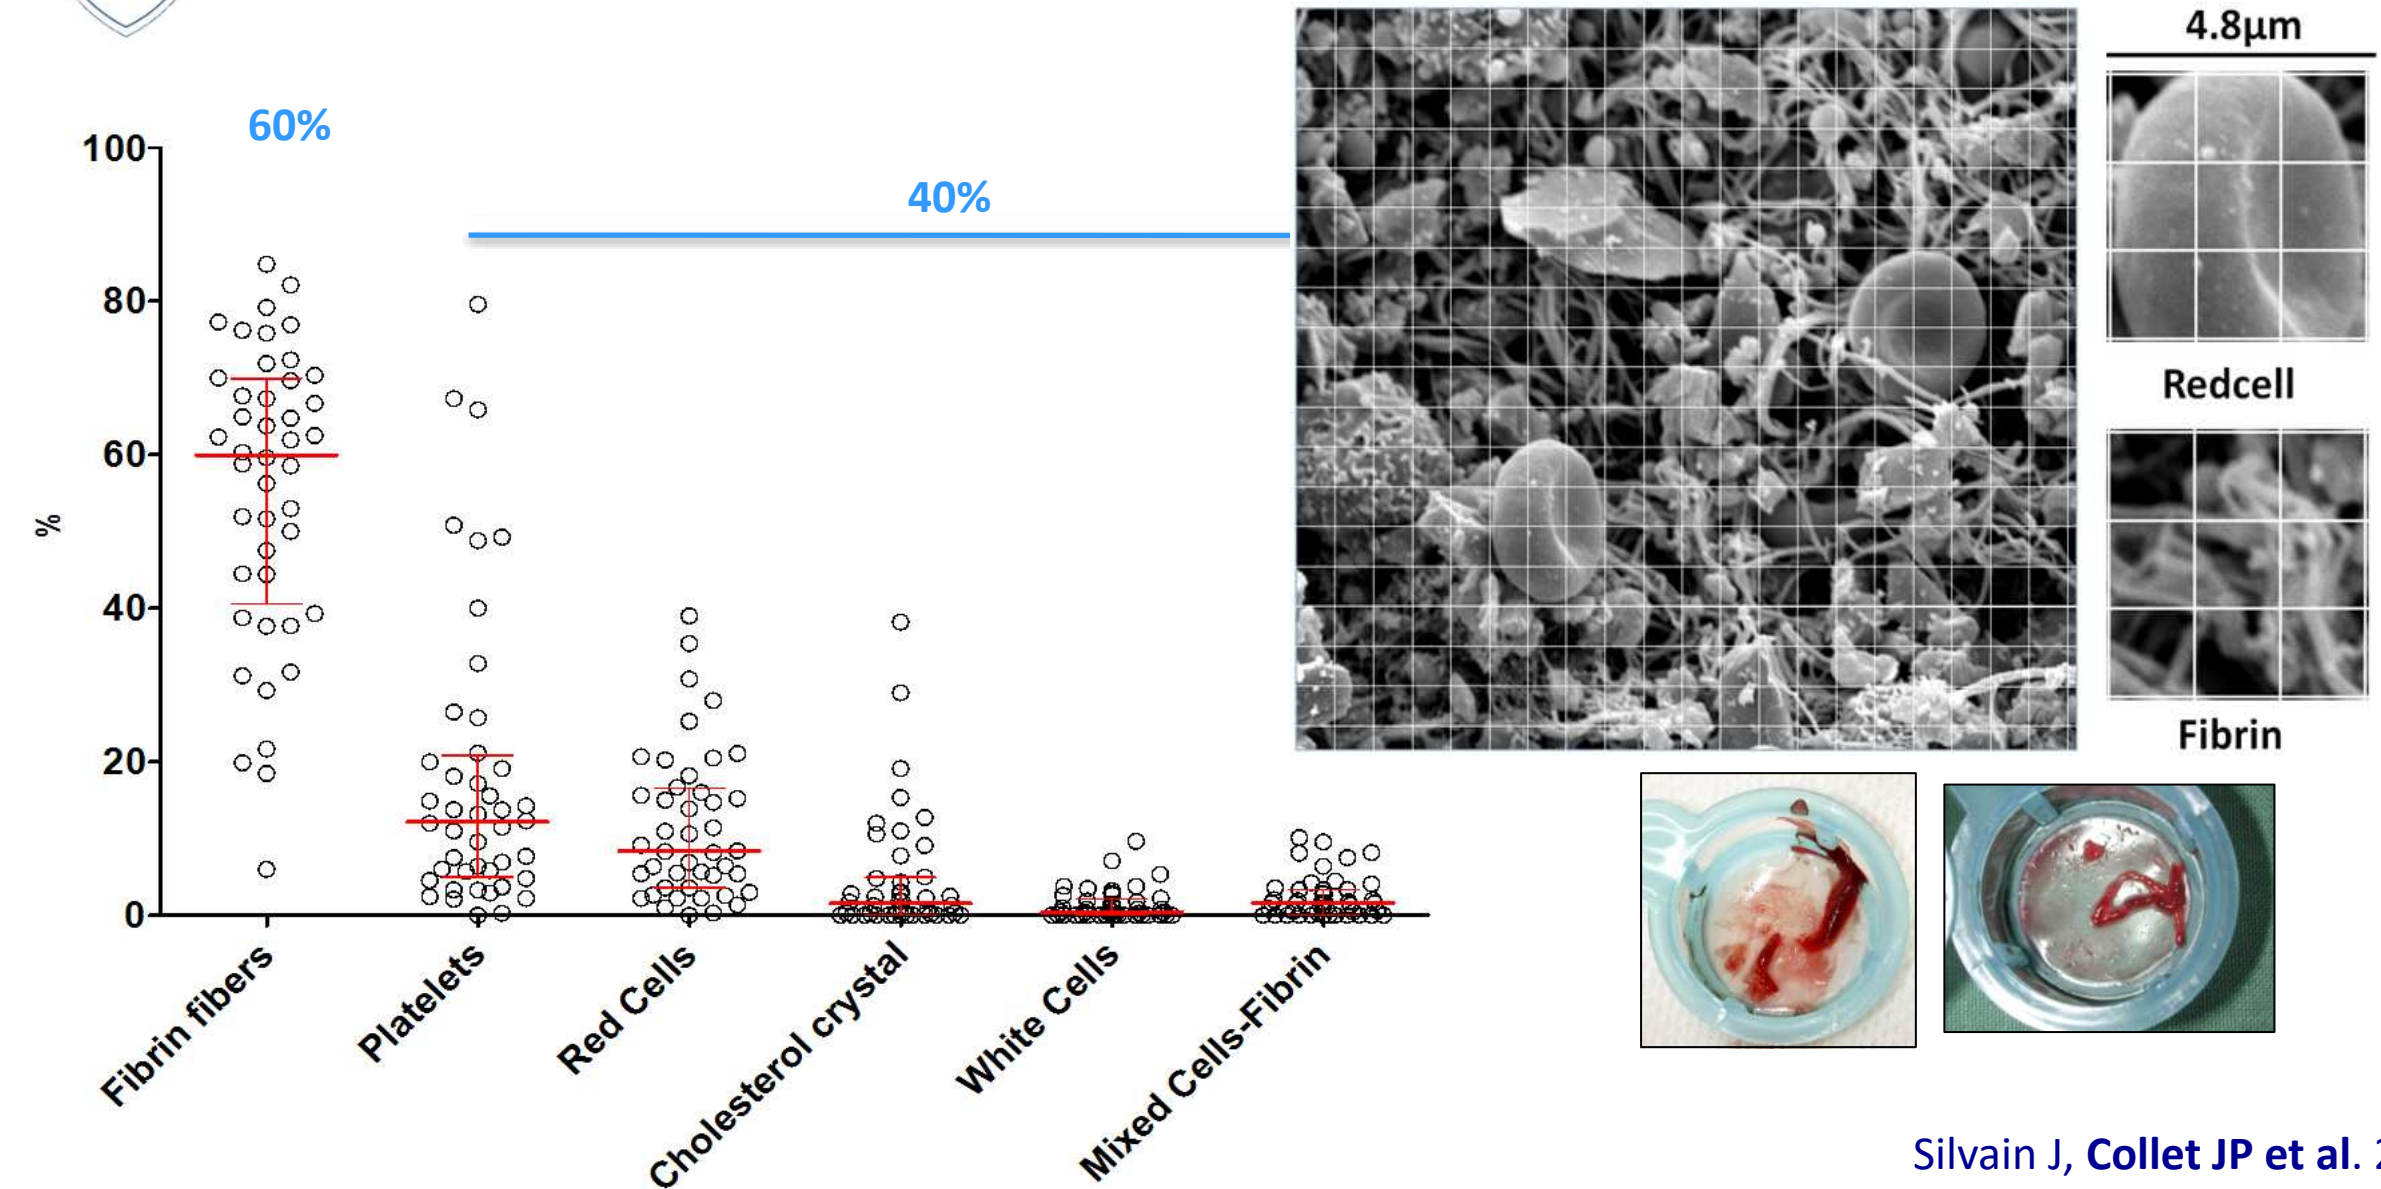 60%
40%
100
80
60
40
20
0
%
Fibrin fibers
Platelets
Red Cells
Cholesterol crystal
White Cells
Mixed Cells-Fibrin
4.8µm
Redcell
Fibrin
Silvain J, Collet JP et al.